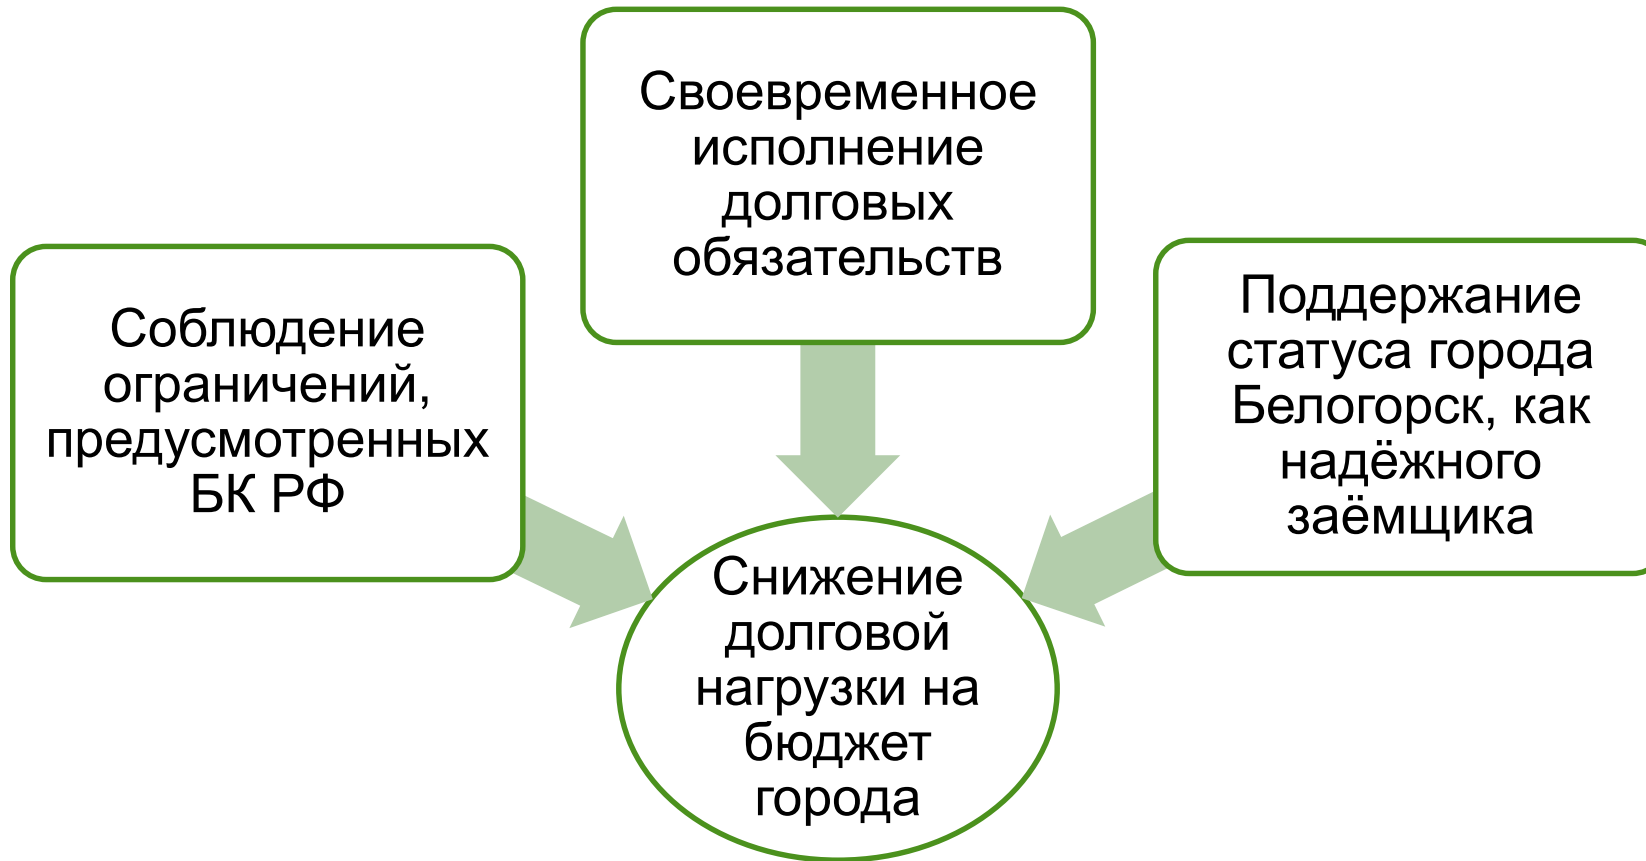 Своевременное
исполнение
долговых
обязательств
Соблюдение
ограничений,
предусмотренных
БК РФ
Поддержание
статуса города
Белогорск, как
надёжного
заёмщика
Снижение
долговой
нагрузки на
бюджет
города